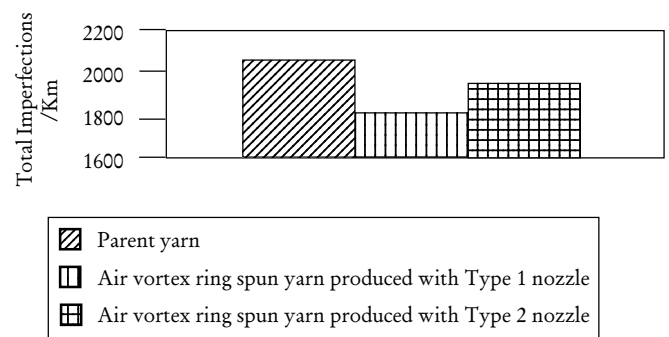 Total Imperfections
/Km
2200
2000
1800
1600
Parent yarn
Air vortex ring spun yarn produced with Type 1 nozzle
Air vortex ring spun yarn produced with Type 2 nozzle